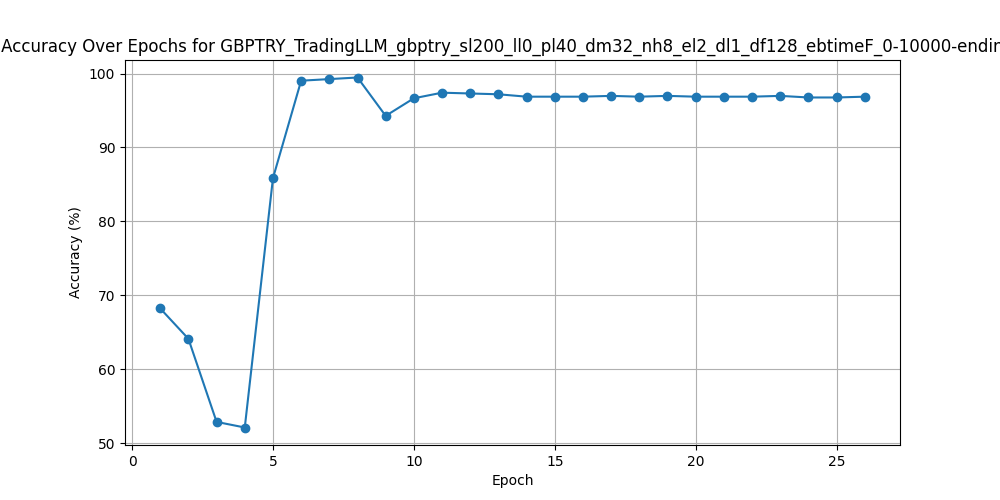 Accuracy Over Epochs for GBPTRY_TradingLLM_gbptry_sl200_ll0_pl40_dm32_nh8_el2_dl1_df128_ebtimeF_0-10000-endin
100
90
80
70
60
50
Accuracy (%)
0 5 10 15 20 25
Epoch